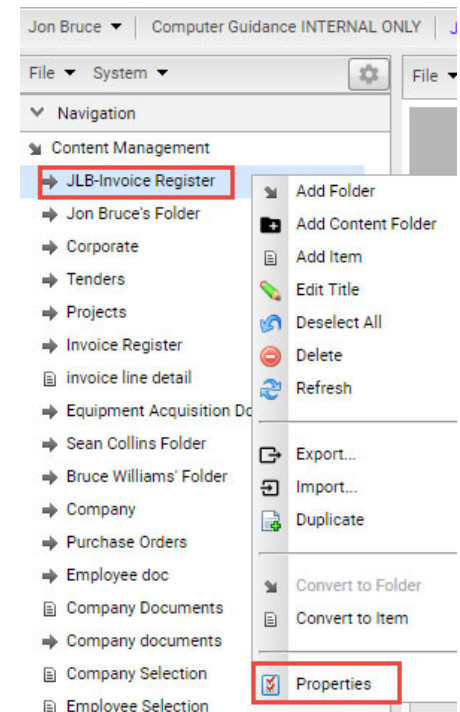 Jon Bruce Computer Guidance INTERNAL ONLY
File System File
Navigation
Content Management
JLB-Invoice Register
Jon Bruce's Folder
Corporate
Tenders
Projects
Invoice Register
invoice line detail
Equipment Acquisition Do
Sean Collins Folder
Bruce Williams' Folder
Company
Purchase Orders
Employee doc
Company Documents
Company documents
Company Selection
Employee Selection
Add Folder
Add Content Folder
Add Item
Edit Title
Deselect All
Delete
Refresh
Export...
Import...
Duplicate
Convert to Folder
Convert to Item
Properties